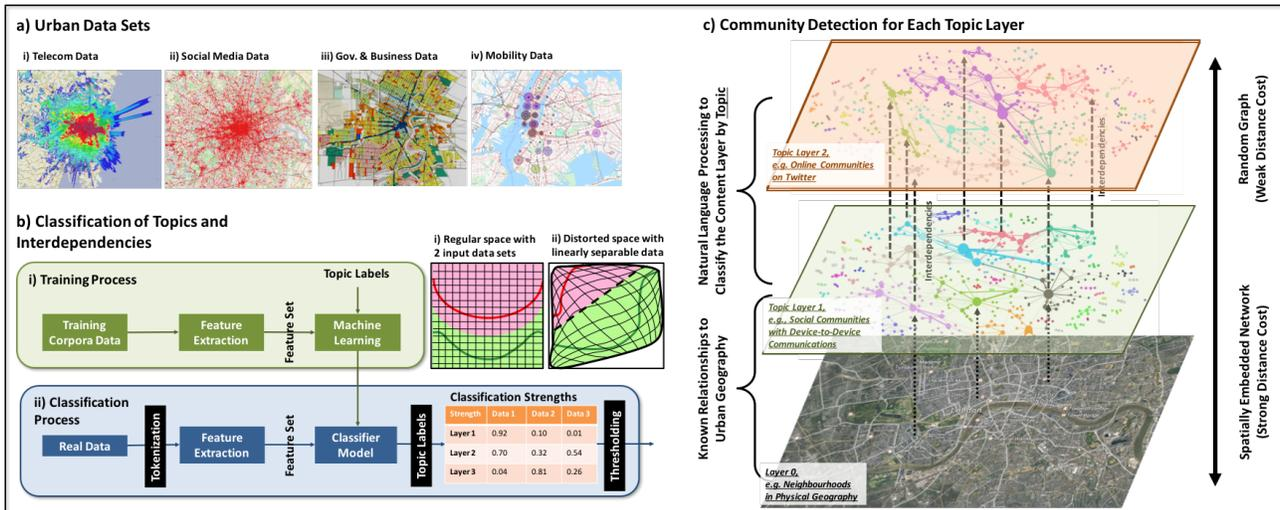 a) Urban Data Sets
i) Telecom Data
ii) Social Media Data
iii) Gov. & Business Data
iv) Mobility Data
b) Classification of Topics and
Interdependencies
i) Training Process
Topic Labels
Training
Corpora Data
Feature
Extraction
Feature Set
Machine
Learning
i) Regular space with
2 input data sets
ii) Distorted space with
linearly separable data
ii) Classification
Process
Real Data
Tokenization
Feature
Extraction
Feature Set
Classifier
Model
Topic Labels
Classification Strengths
Strength Data 1 Data 2 Data 3
Layer 1 0.92 0.10 0.01
Layer 2 0.70 0.32 0.54
Layer 3 0.04 0.81 0.26
Thresholding
c) Community Detection for Each Topic Layer
Natural Language Processing to
Classify the Content Layer by Topic
Known Relationships to
Urban Geography
Topic Layer 2,
e.g. Online Communities
on Twitter
Interdependencies
Interdependencies
Topic Layer 1,
e.g., Social Communities
with Device-to-Device
Communications
London
Layer 0,
e.g. Neighbourhoods
in Physical Geography
Random Graph
(Weak Distance Cost)
Spatially Embedded Network
(Strong Distance Cost)